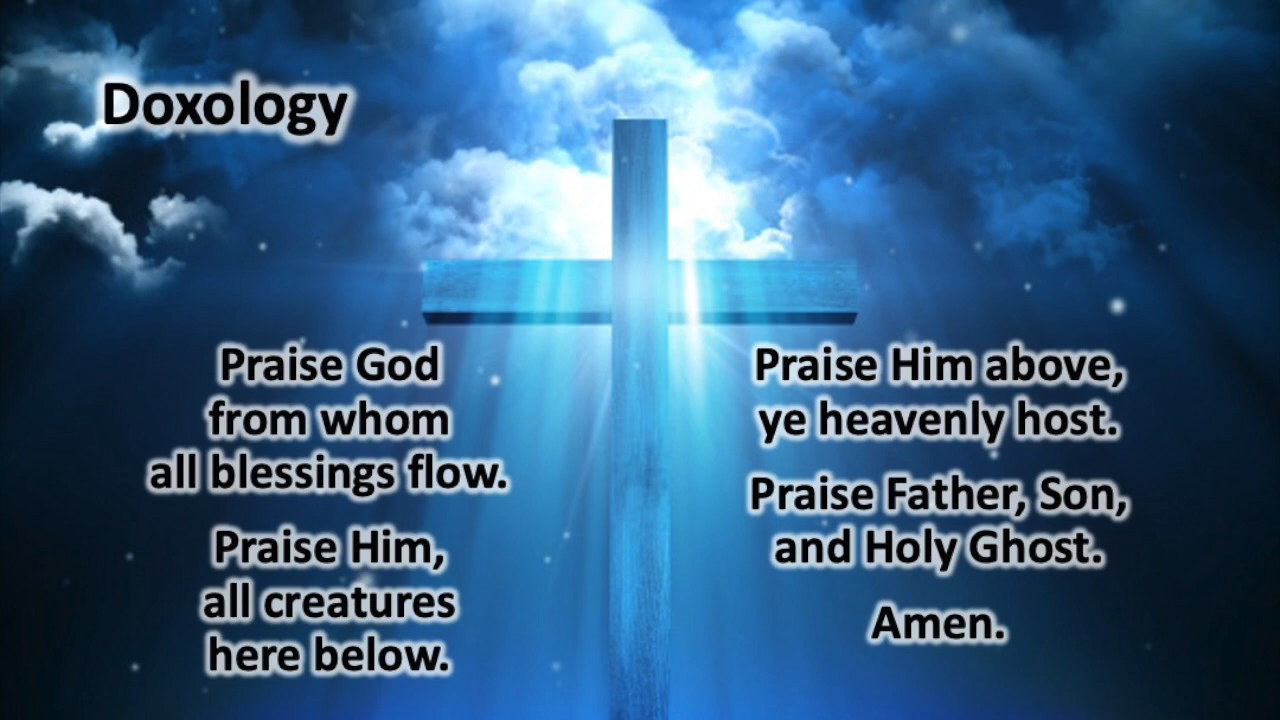 Doxology
Praise God
from whom
all blessings flow.
Praise Him,
all creatures
here below.
Praise Him above,
ye heavenly host.
Praise Father, Son,
and Holy Ghost.
Amen.